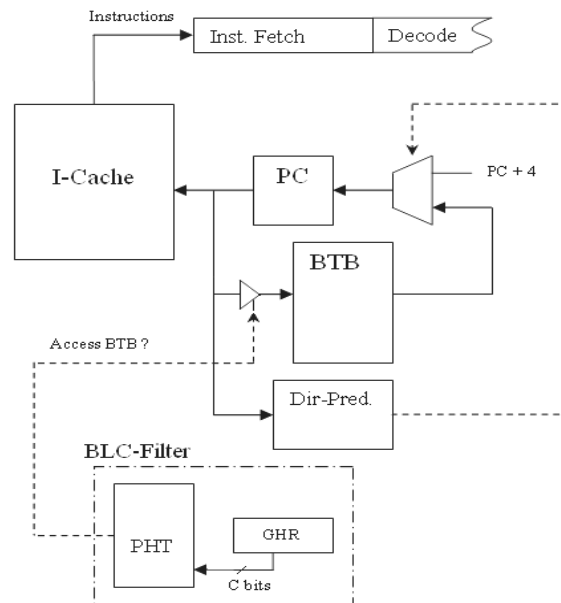 Instructions
Inst. Fetch
Decode
I-Cache
PC
PC + 4
BTB
Access BTB ?
Dir-Pred.
BLC-Filter
PHT
GHR
C bits